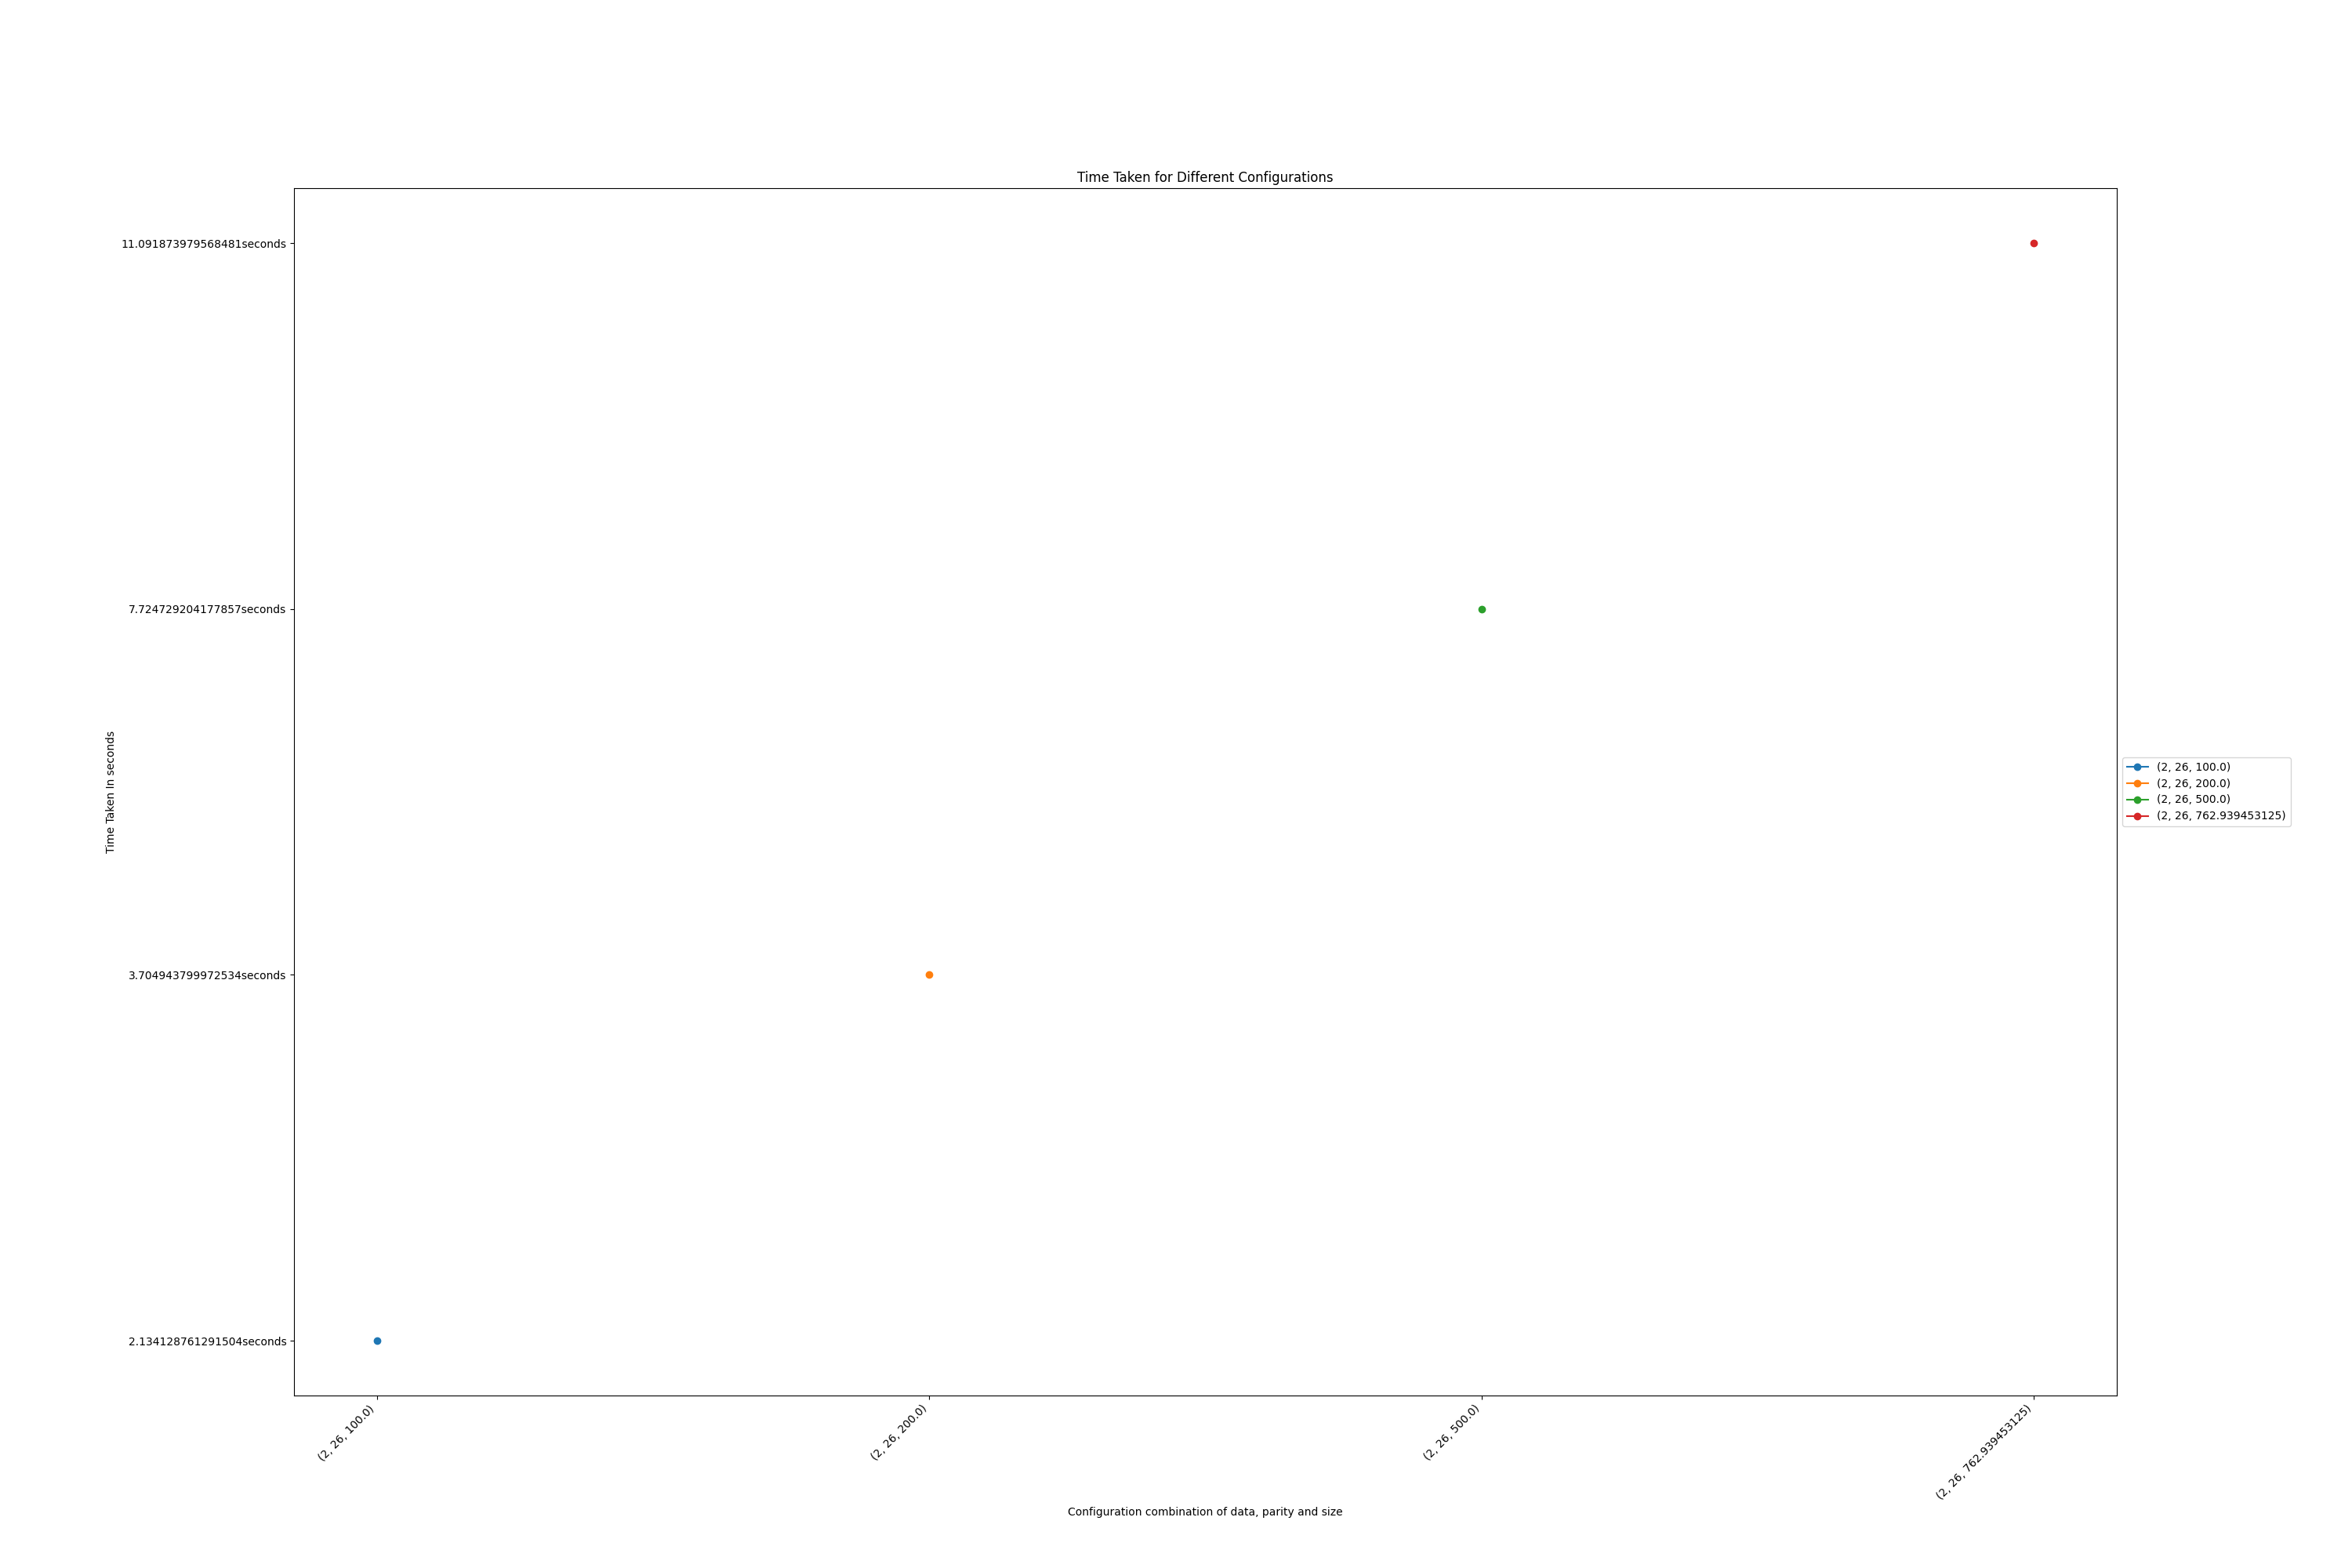 Time Taken for Different Configurations
11.091873979568481seconds
7.724729204177857seconds
3.704943799972534seconds
2.134128761291504seconds
Time Taken In seconds
(2, 26, 100.0)
(2, 26, 200.0)
(2, 26, 500.0)
(2, 26, 762.939453125)
Configuration combination of data, parity and size
(2, 26, 100.0)
(2, 26, 200.0)
(2, 26, 500.0)
(2, 26, 762.939453125)